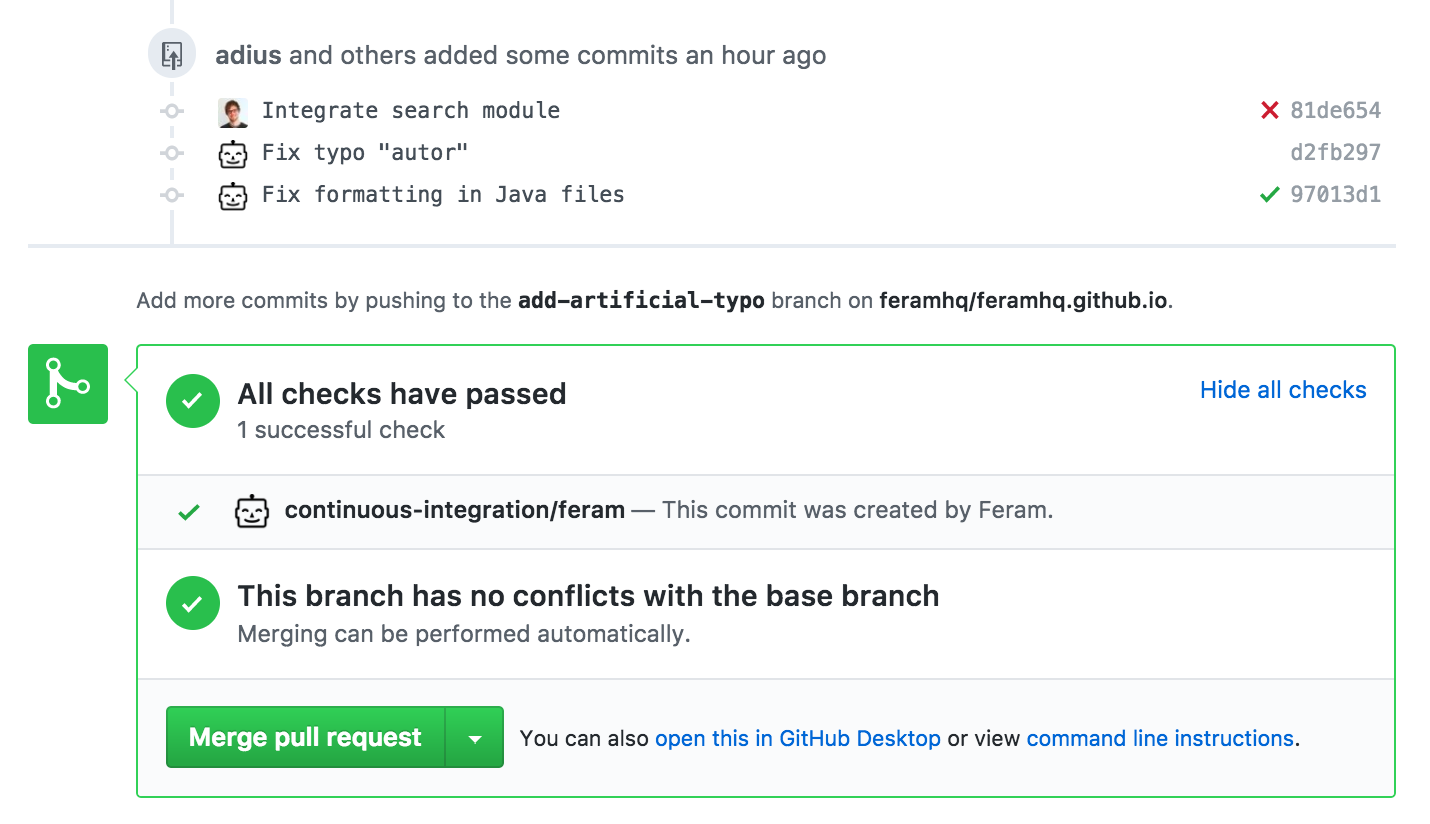 adius and others added some commits an hour ago
Integrate search module 81de654
Fix typo "autor" d2fb297
Fix formatting in Java files 97013d1
Add more commits by pushing to the add-artificial-typo branch on feramhq/feramhq.github.io.
All checks have passed
Hide all checks
1 successful check
continuous-integration/feram — This commit was created by Feram.
This branch has no conflicts with the base branch
Merging can be performed automatically.
Merge pull request
You can also open this in GitHub Desktop or view command line instructions.